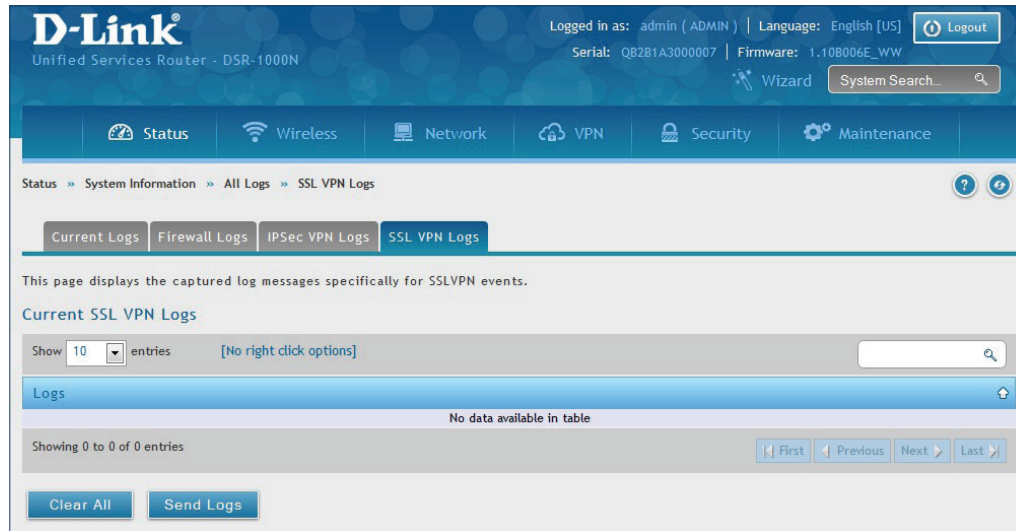 D-Link
Unified Services Router - DSR-1000N
Logged in as: admin ( ADMIN ) | Language: English [US]
Logout
Serial: QB2B1A3000007 | Firmware: 1.10B006E_WW
Wizard
System Search...
Status
Wireless
Network
VPN
Security
Maintenance
Status » System Information » All Logs » SSL VPN Logs
?
Current Logs
Firewall Logs
IPSec VPN Logs
SSL VPN Logs
This page displays the captured log messages specifically for SSLVPN events.
Current SSL VPN Logs
Show 10 entries
[No right click options]
Logs
No data available in table
Showing 0 to 0 of 0 entries
First
Previous
Next
Last
Clear All
Send Logs